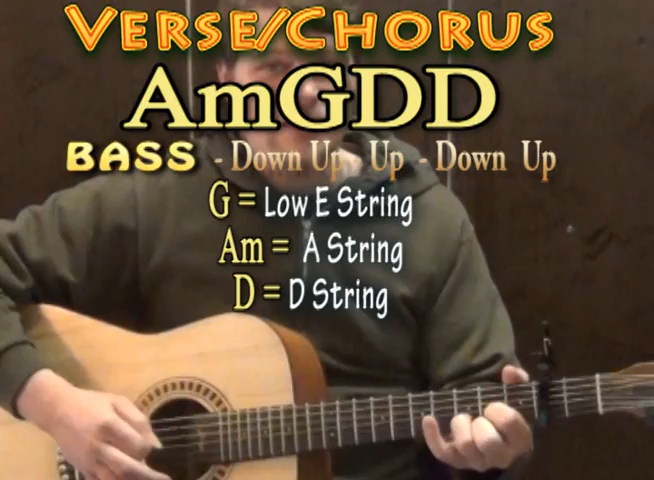 VERSE/CHORUS
AmGDD
BASS - Down Up - Up - Down Up
G = Low E String
Am = A String
D = D String